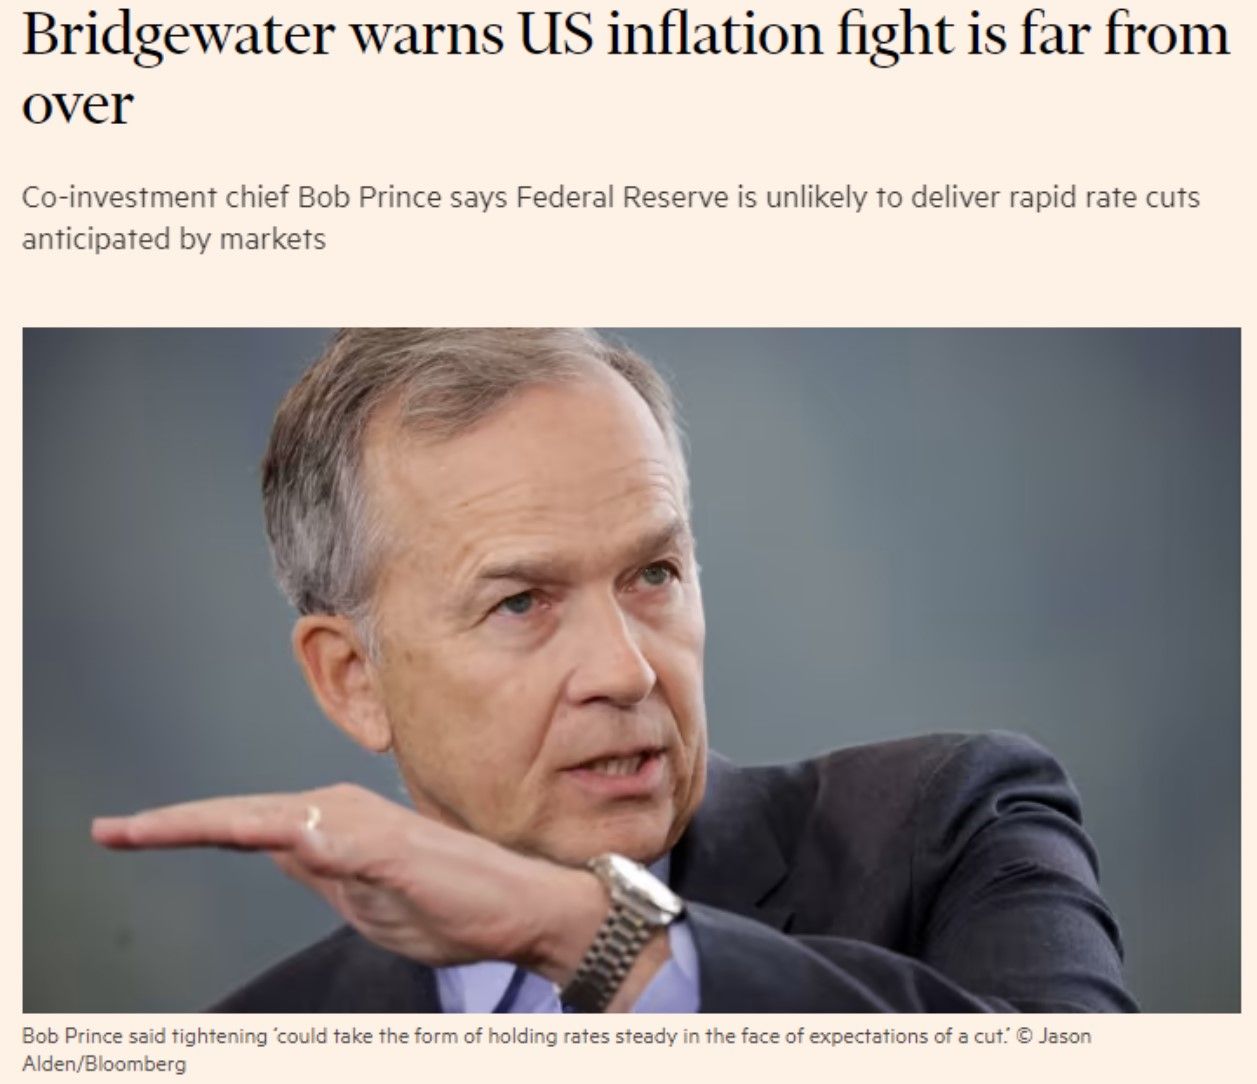 Bridgewater warns US inflation fight is far from
over
Co-investment chief Bob Prince says Federal Reserve is unlikely to deliver rapid rate cuts
anticipated by markets
Bob Prince said tightening ‘could take the form of holding rates steady in the face of expectations of a cut.’ © Jason
Alden/Bloomberg